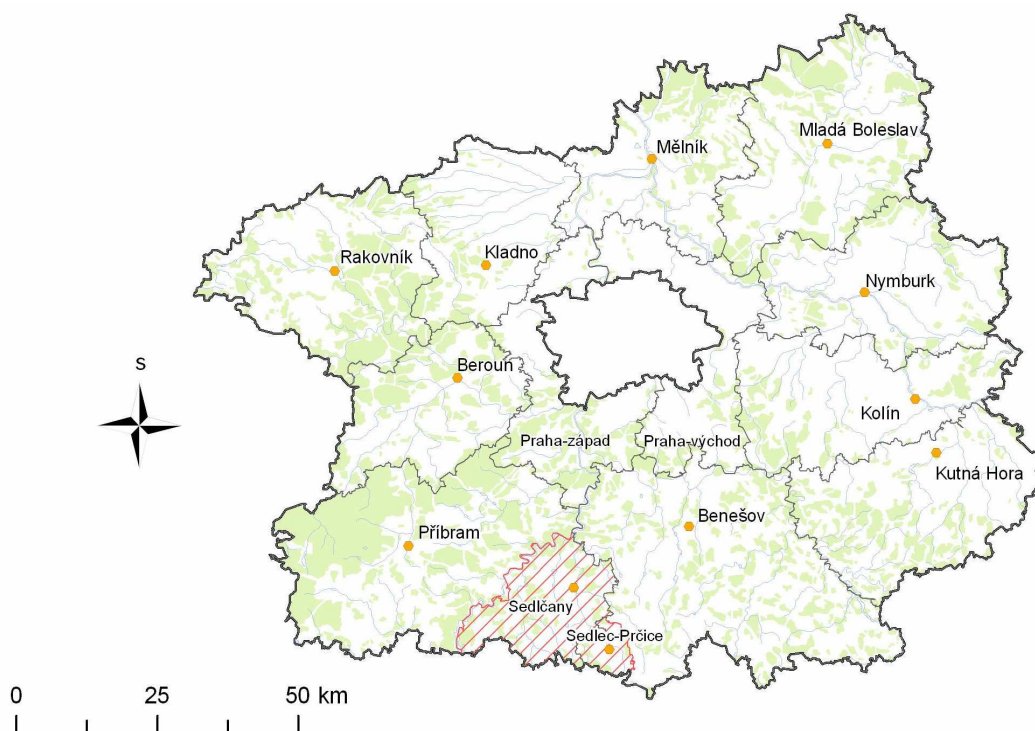 Mladá Boleslav
Mělník
Rakovník
Kladno
Nymburk
S
Beroun
Kolín
Praha-západ
Praha-východ
Kutná Hora
Benešov
Příbram
Sedlčany
Sedlec-Prčice
0 25 50 km